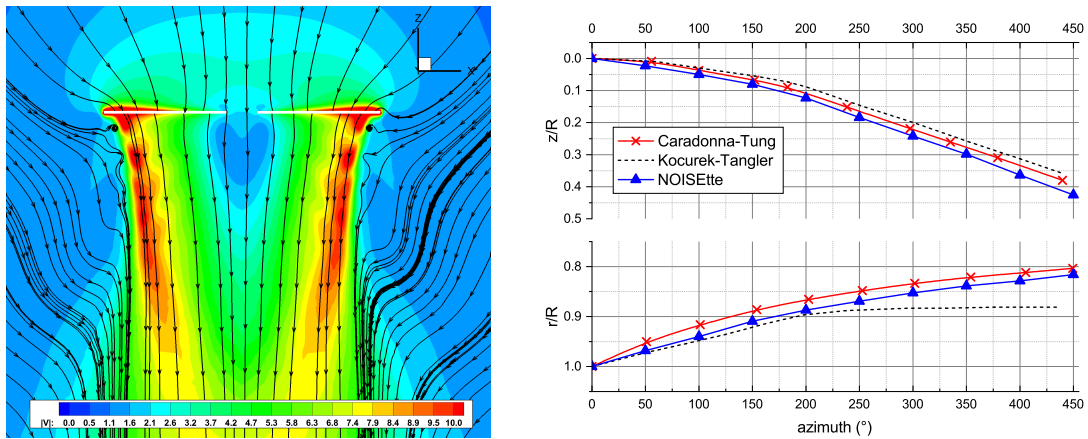 Z
X
|V|: 0.0 0.5 1.1 1.6 2.1 2.6 3.2 3.7 4.2 4.7 5.3 5.8 6.3 6.8 7.4 7.9 8.4 8.9 9.5 10.0
0 50 100 150 200 250 300 350 400 450
0.0
0.1
0.2
0.3
0.4
0.5
z/R
Caradonna-Tung
Kocurek-Tangler
NOISEtte
0.8
0.9
1.0
r/R
0 50 100 150 200 250 300 350 400 450
azimuth (°)